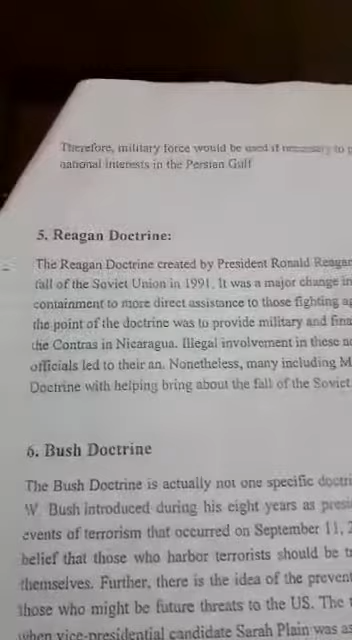 Therefore, military force would be used if necessary to
national interests in the Persian Gulf
5. Reagan Doctrine:
The Reagan Doctrine created by President Ronald Reagan
fall of the Soviet Union in 1991. It was a major change in
containment to more direct assistance to those fighting
the point of the doctrine was to provide military and
the Contras in Nicaragua. Illegal involvement in these
officials led to their an. Nonetheless, many including M
Doctrine with helping bring about the fall of the Soviet
6. Bush Doctrine
The Bush Doctrine is actually not one specific
W. Bush introduced during his eight years as
events of terrorism that occurred on September 11,
belief that those who harbor terrorists should be
themselves. Further, there is the idea of the
those who might be future threats to the US. The
when vice-presidential candidate Sarah Plain was